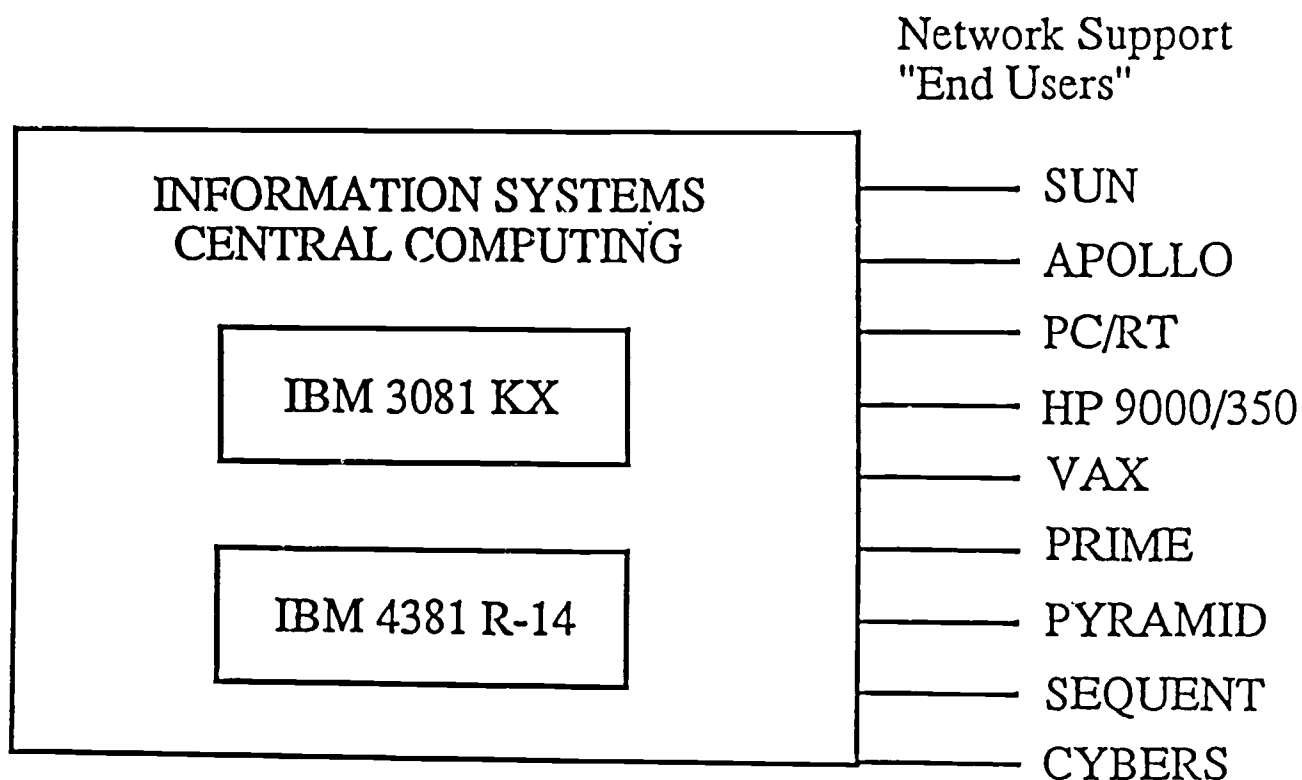 Network Support
"End Users"
INFORMATION SYSTEMS
CENTRAL COMPUTING
IBM 3081 KX
IBM 4381 R-14
SUN
APOLLO
PC/RT
HP 9000/350
VAX
PRIME
PYRAMID
SEQUENT
CYBERS